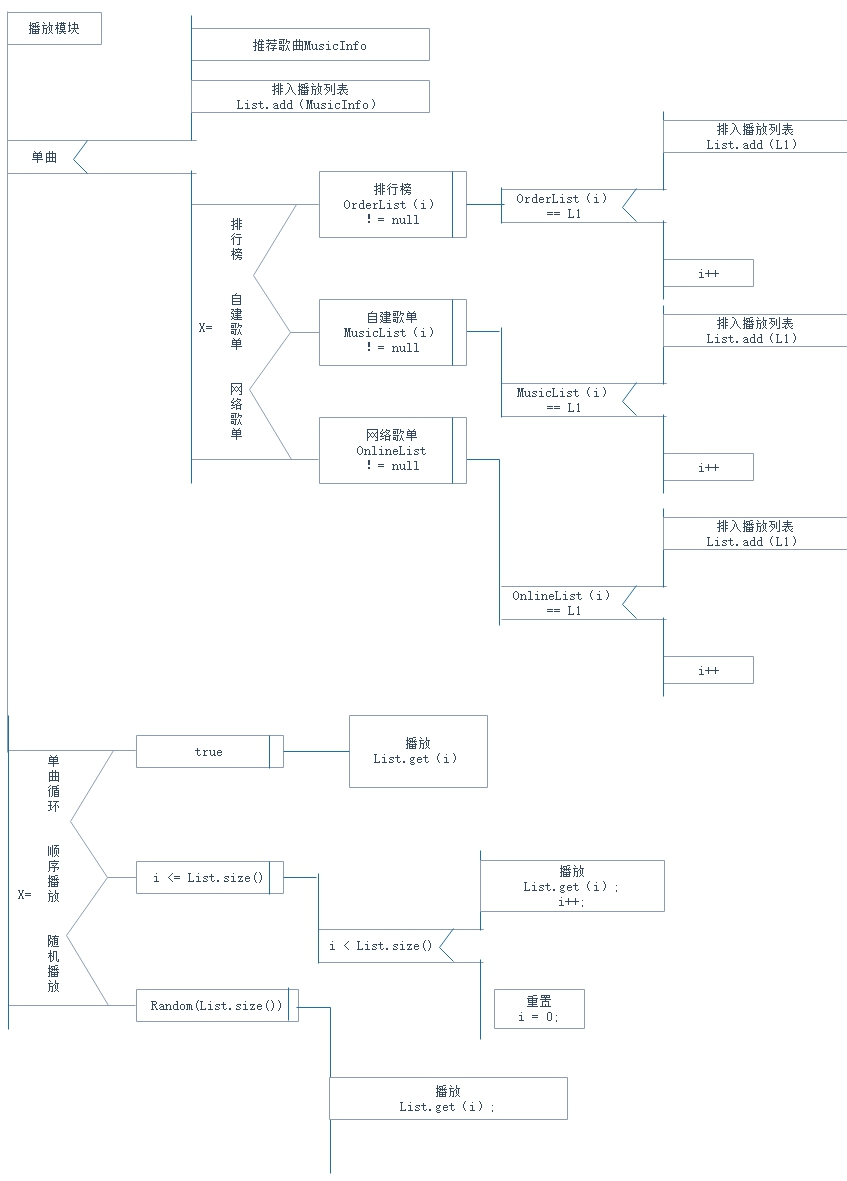 播放模块
推荐歌曲MusicInfo
排入播放列表
List.add（MusicInfo）
单曲
排入播放列表
List.add（L1）
排行榜
OrderList（i）
！= null
OrderList（i）
== L1
i++
X=
排行榜
自建歌单
网络歌单
自建歌单
MusicList（i）
！= null
排入播放列表
List.add（L1）
MusicList（i）
== L1
i++
网络歌单
OnlineList
！= null
排入播放列表
List.add（L1）
OnlineList（i）
== L1
i++
X=
单曲循环
顺序播放
随机播放
true
播放
List.get（i）
i <= List.size()
播放
List.get（i）;
i++;
i < List.size()
重置
i = 0;
Random(List.size())
播放
List.get（i）;